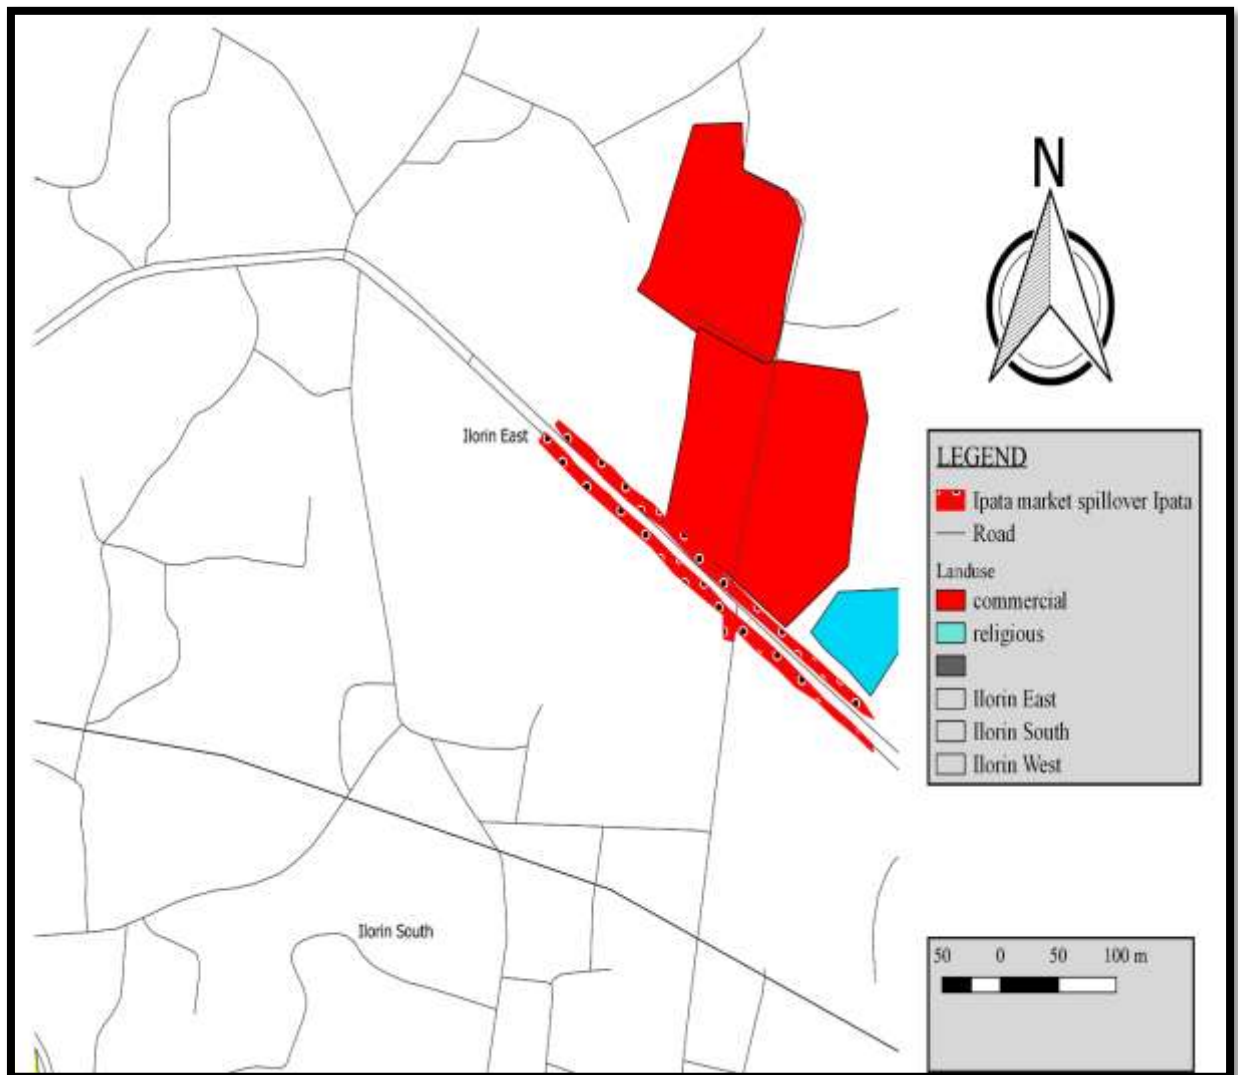 N
Ilorin East
LEGEND
Ipata market spillover Ipata
Road
Landuse
commercial
religious
Ilorin East
Ilorin South
Ilorin West
Ilorin South
50 0 50 100 m